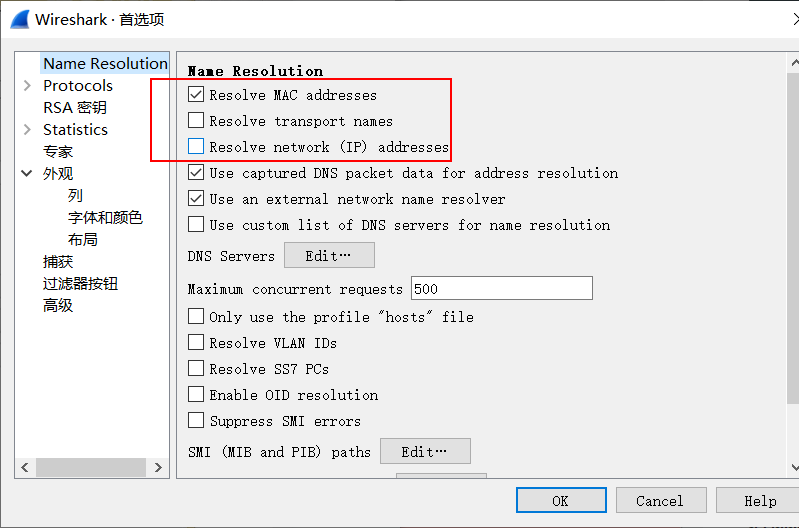 Wireshark · 首选项
Name Resolution
Protocols
RSA 密钥
Statistics
专家
外观
列
字体和颜色
布局
捕获
过滤器按钮
高级
Name Resolution
Resolve MAC addresses
Resolve transport names
Resolve network (IP) addresses
Use captured DNS packet data for address resolution
Use an external network name resolver
Use custom list of DNS servers for name resolution
DNS Servers Edit…
Maximum concurrent requests 500
Only use the profile "hosts" file
Resolve VLAN IDs
Resolve SS7 PCs
Enable OID resolution
Suppress SMI errors
SMI (MIB and PIB) paths Edit…
OK Cancel Help